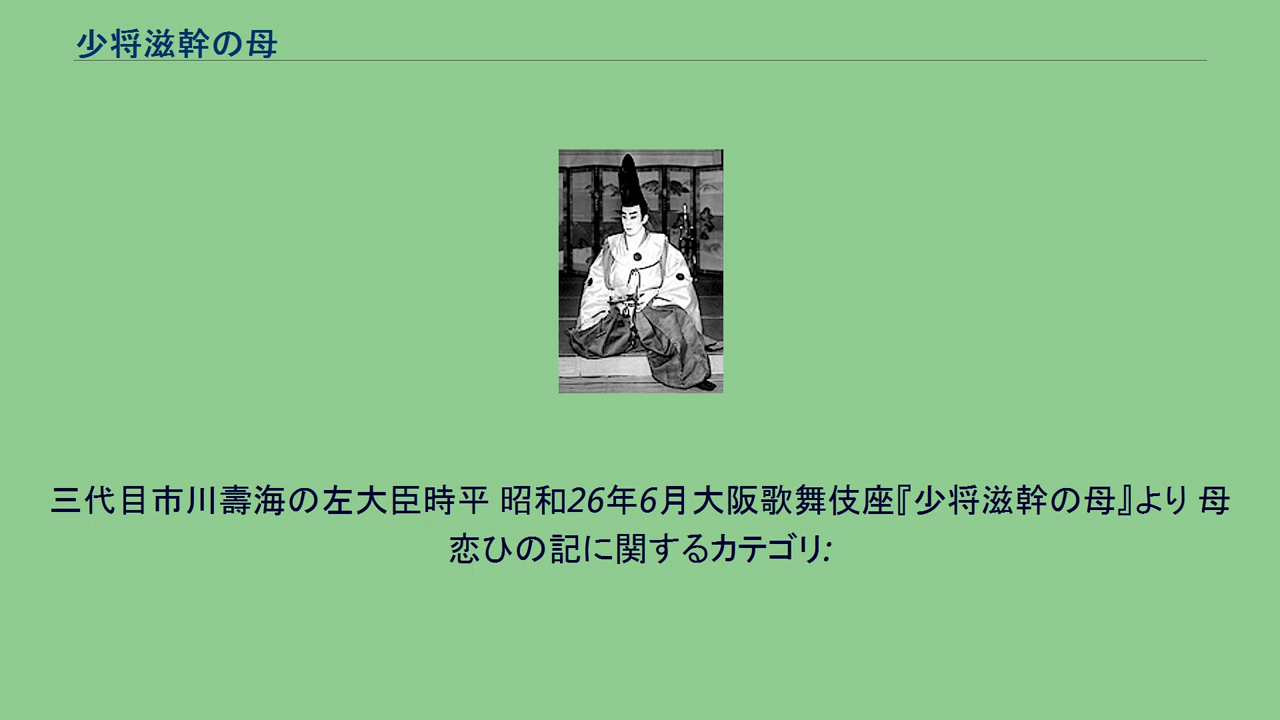 少将滋幹の母
三代目市川壽海の左大臣時平 昭和26年6月大阪歌舞伎座『少将滋幹の母』より 母
恋ひの記に関するカテゴリ: